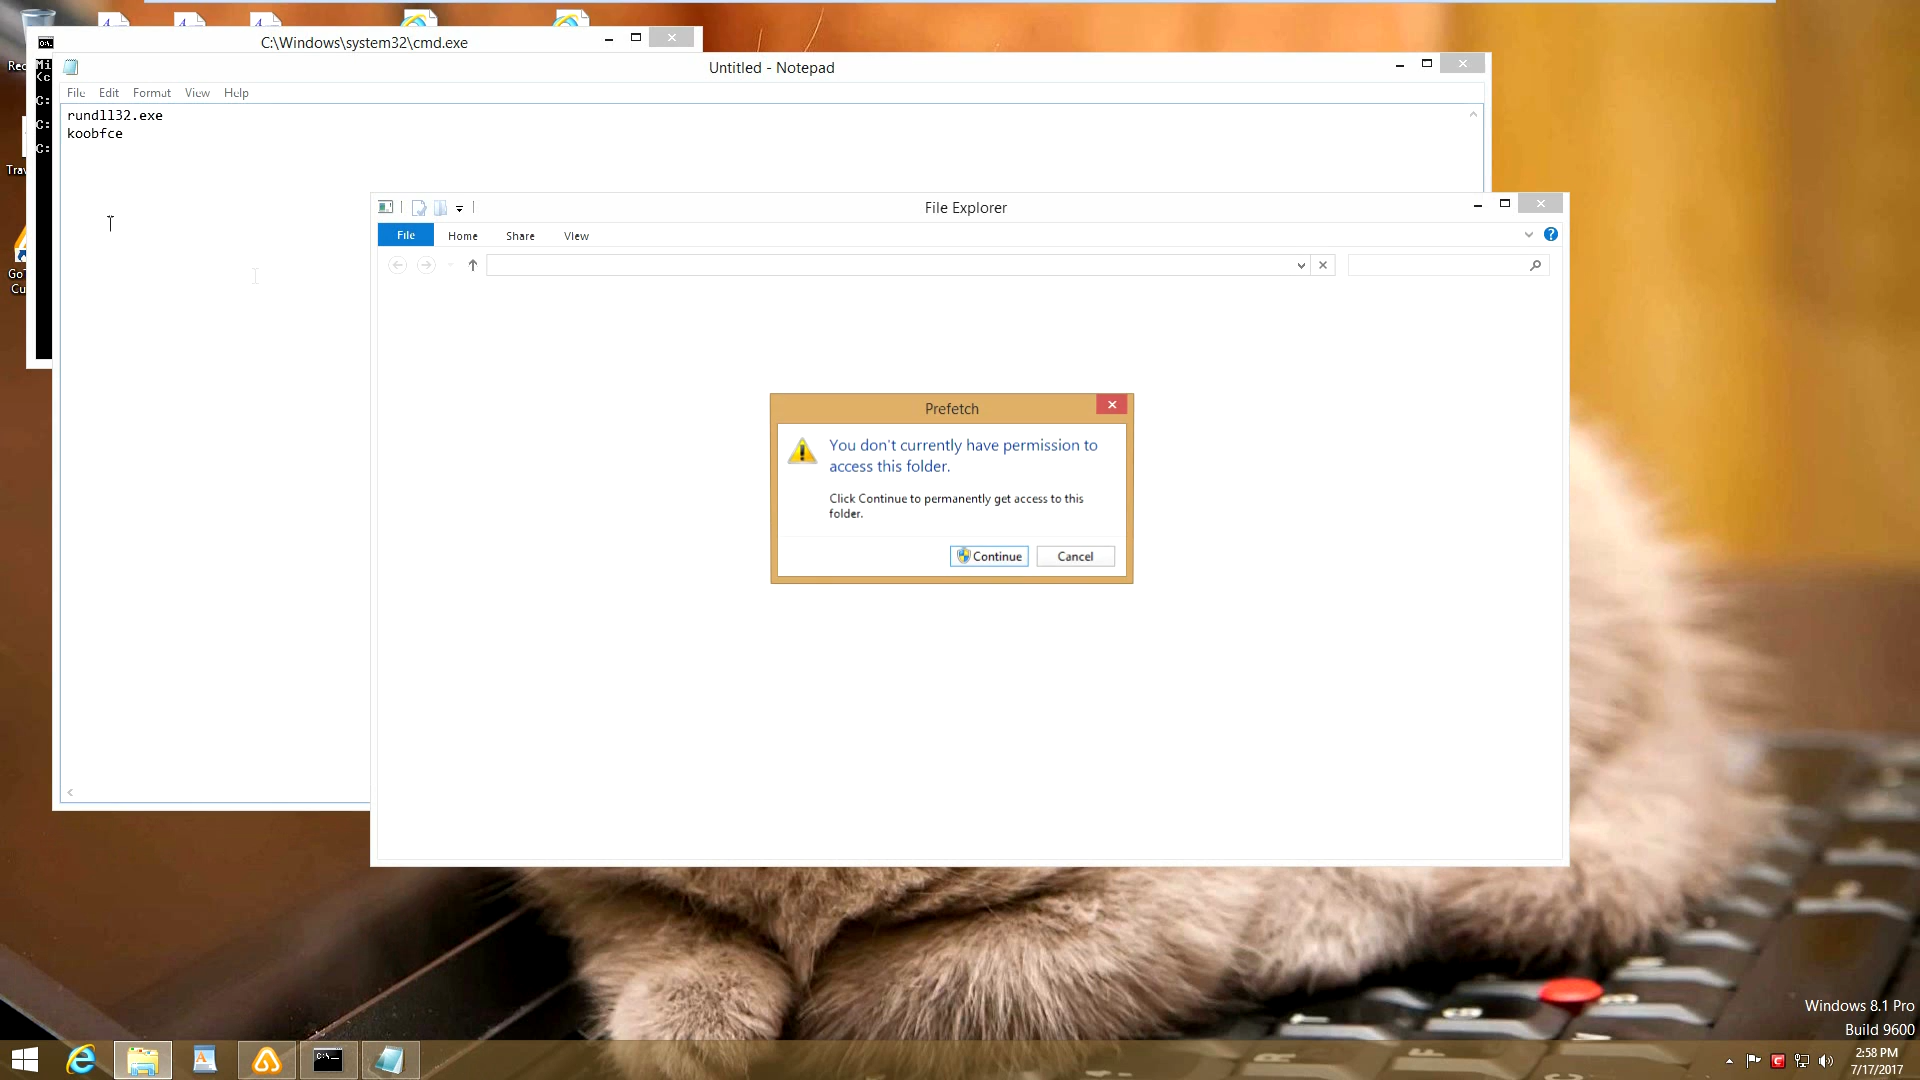 C:\Windows\system32\cmd.exe
Untitled - Notepad
File Edit Format View Help
rundll32.exe
koobfce
File Explorer
File Home Share View
Prefetch
You don't currently have permission to
access this folder.
Click Continue to permanently get access to this
folder.
Continue Cancel
Windows 8.1 Pro
Build 9600
2:58 PM
7/17/2017